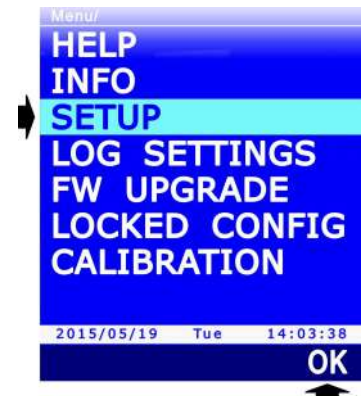 Menu/
HELP
INFO
SETUP
LOG SETTINGS
FW UPGRADE
LOCKED CONFIG
CALIBRATION
2015/05/19 Tue 14:03:38
OK